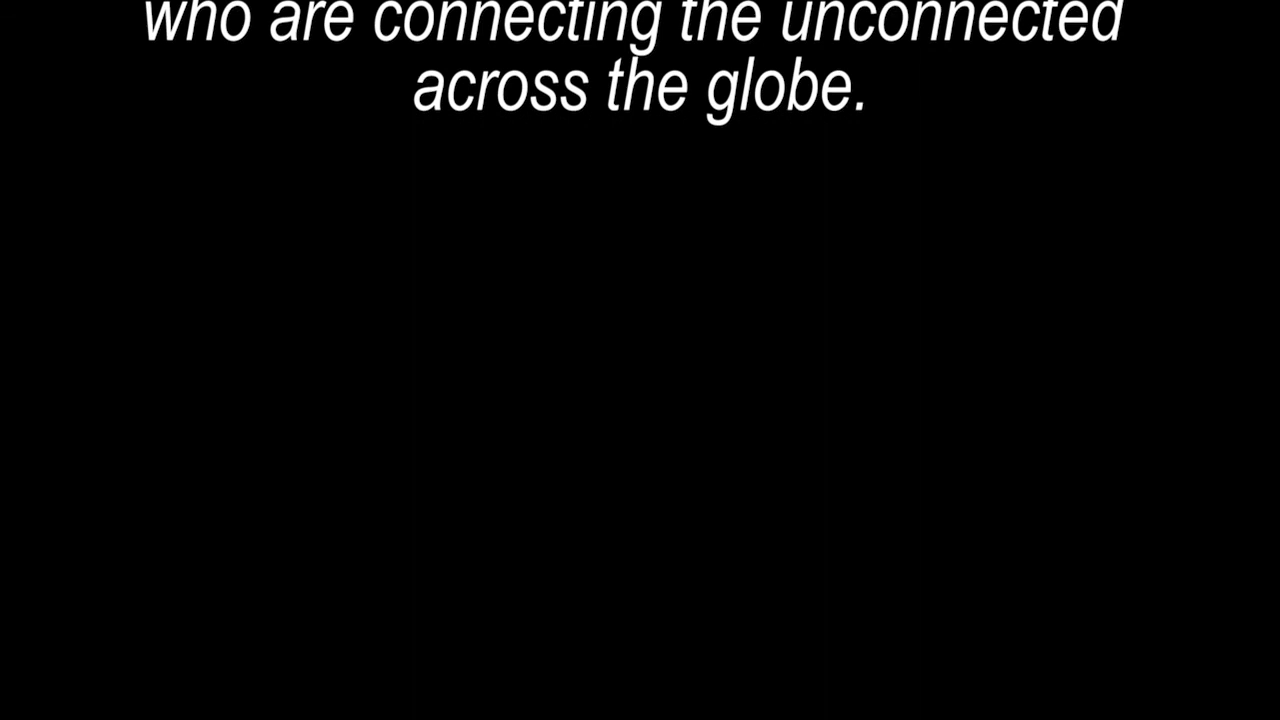 who are connecting the unconnected
across the globe.